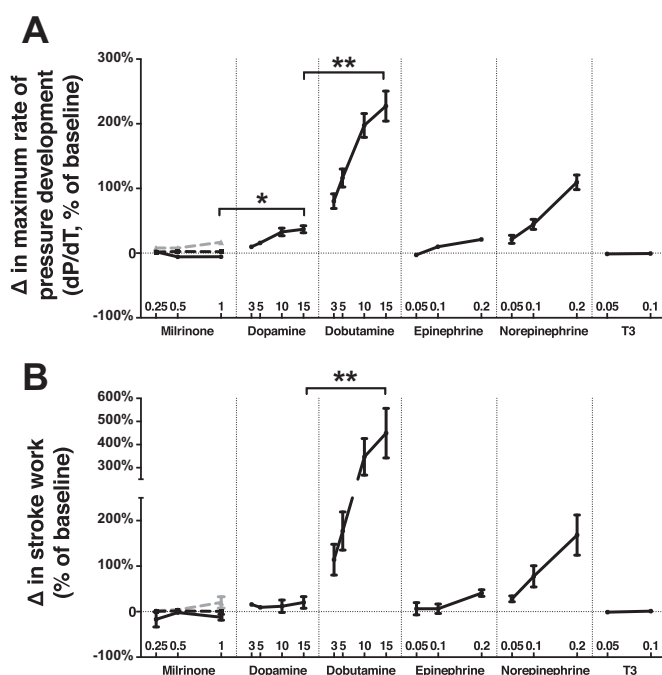 A
Δ in maximum rate of
pressure development
(dP/dT, % of baseline)
300%
200%
100%
0
-100%
*
**
0.25 0.5 1 3 5 10 15 3 5 10 15 0.05 0.1 0.2 0.05 0.1 0.2 0.05 0.1
Milrinone Dopamine Dobutamine Epinephrine Norepinephrine T3
B
Δ in stroke work
(% of baseline)
600%
500%
400%
300%
200%
100%
0
-100%
**
0.25 0.5 1 3 5 10 15 3 5 10 15 0.05 0.1 0.2 0.05 0.1 0.2 0.05 0.1
Milrinone Dopamine Dobutamine Epinephrine Norepinephrine T3